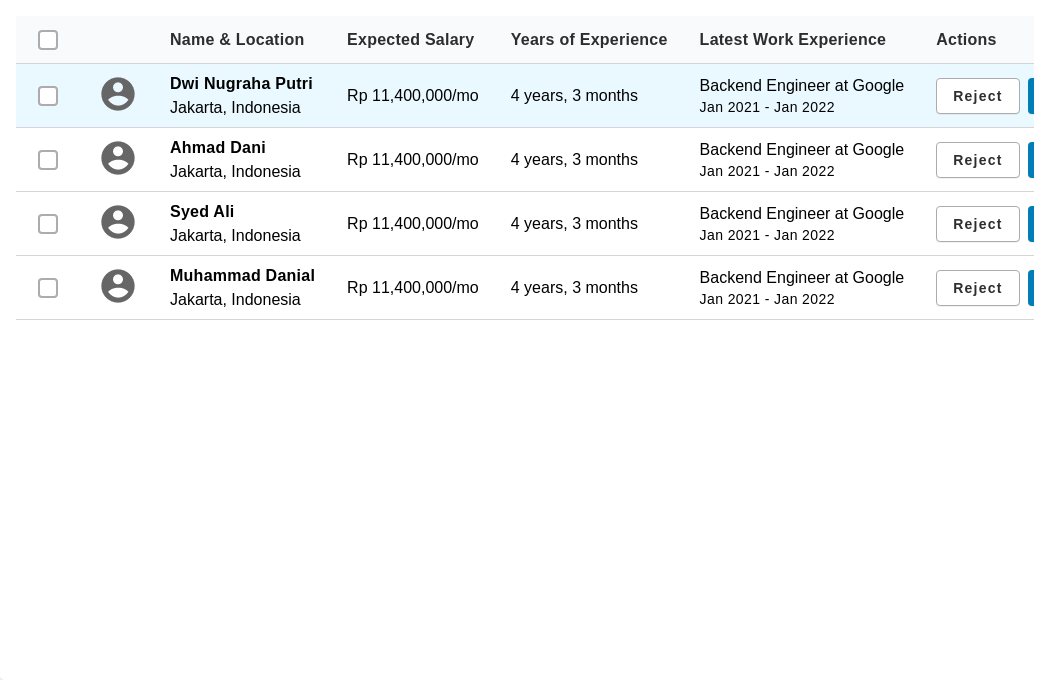 Name & Location Expected Salary Years of Experience Latest Work Experience Actions
Dwi Nugraha Putri
Jakarta, Indonesia
Rp 11,400,000/mo
4 years, 3 months
Backend Engineer at Google
Jan 2021 - Jan 2022
Reject
Ahmad Dani
Jakarta, Indonesia
Rp 11,400,000/mo
4 years, 3 months
Backend Engineer at Google
Jan 2021 - Jan 2022
Reject
Syed Ali
Jakarta, Indonesia
Rp 11,400,000/mo
4 years, 3 months
Backend Engineer at Google
Jan 2021 - Jan 2022
Reject
Muhammad Danial
Jakarta, Indonesia
Rp 11,400,000/mo
4 years, 3 months
Backend Engineer at Google
Jan 2021 - Jan 2022
Reject